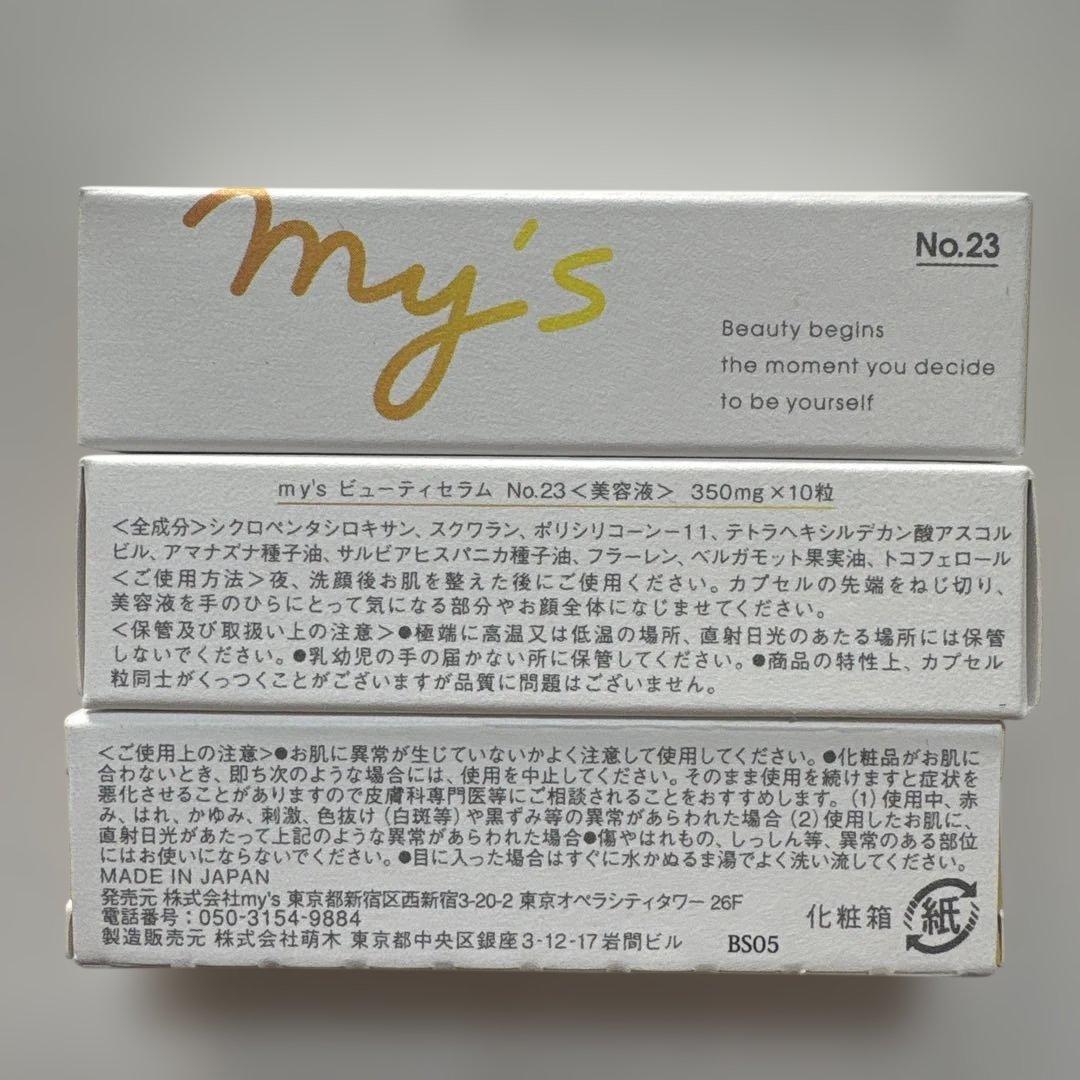 my's
No.23
Beauty begins
the moment you decide
to be yourself
my's ビューティセラム No.23＜美容液＞ 350mg×10粒
＜全成分＞シクロペンタシロキサン、スクワラン、ポリシリコーン－11、テトラヘキシルデカン酸アスコル
ビル、アマナズナ種子油、サルビアヒスパニカ種子油、フラーレン、ベルガモット果実油、トコフェロール
＜ご使用方法＞夜、洗顔後お肌を整えた後にご使用ください。カプセルの先端をねじ切り、
美容液を手のひらにとって気になる部分やお顔全体になじませてください。
＜保管及び取扱い上の注意＞●極端に高温又は低温の場所、直射日光のあたる場所には保管
しないでください。●乳幼児の手の届かない所に保管してください。●商品の特性上、カプセル
粒同士がくっつくことがございますが品質に問題はございません。
＜ご使用上の注意＞●お肌に異常が生じていないかよく注意して使用してください。●化粧品がお肌に
合わないとき、即ち次のような場合には、使用を中止してください。そのまま使用を続けますと症状を
悪化させることがありますので皮膚科専門医等にご相談されることをおすすめします。（1）使用中、赤
み、はれ、かゆみ、刺激、色抜け（白斑等）や黒ずみ等の異常があらわれた場合（2）使用したお肌に、
直射日光があたって上記のような異常があらわれた場合●傷やはれもの、しっしん等、異常のある部位
にはお使いにならないでください。●目に入った場合はすぐに水かぬるま湯でよく洗い流してください。
MADE IN JAPAN
発売元 株式会社my's 東京都新宿区西新宿3-20-2 東京オペラシティタワー 26F
電話番号：050-3154-9884
製造販売元 株式会社萌木 東京都中央区銀座3-12-17岩間ビル BS05
化粧箱 紙